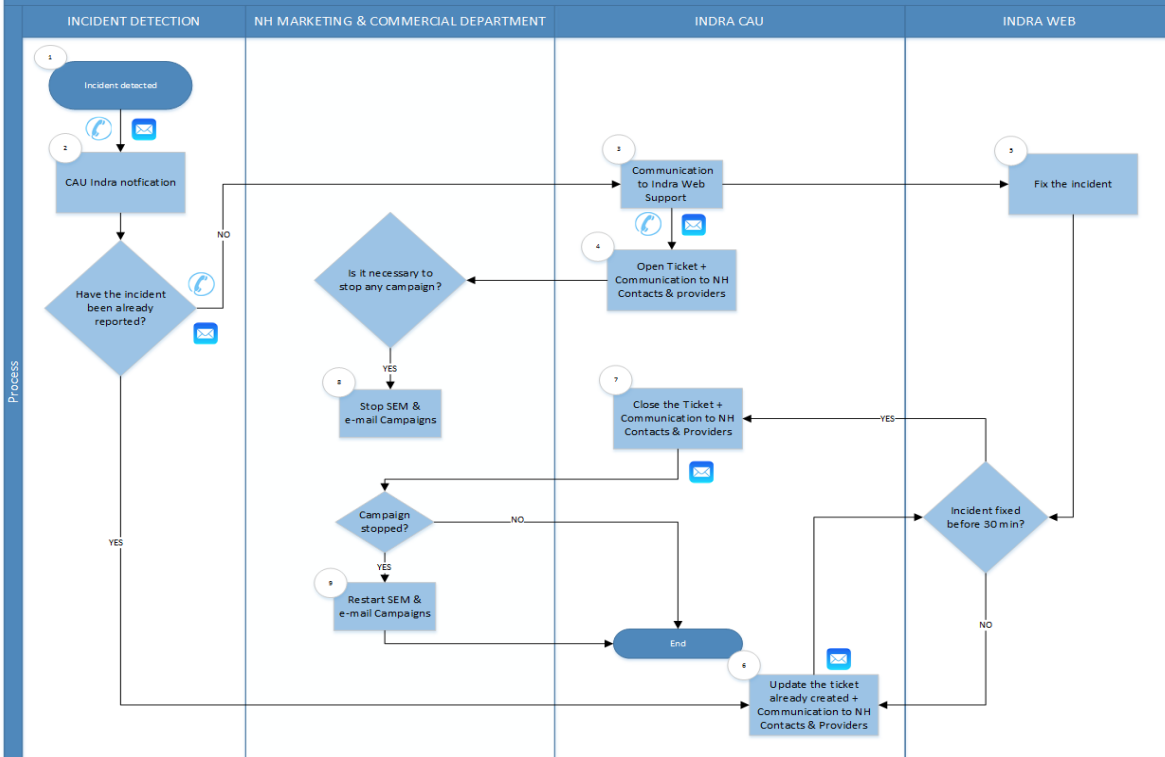 INCIDENT DETECTION
NH MARKETING & COMMERCIAL DEPARTMENT
INDRA CAU
INDRA WEB
Process
1
Incident detected
2
CAU Indra notfication
NO
Have the incident
been already
reported?
YES
3
Communication
to Indra Web
Support
4
Open Ticket +
Communication to NH
Contacts & providers
5
Fix the incident
Is it necessary to
stop any campaign?
YES
8
Stop SEM &
e-mail Campaigns
7
Close the Ticket +
Communication to NH
Contacts & Providers
YES
Incident fixed
before 30 min?
NO
Campaign
stopped?
NO
YES
9
Restart SEM &
e-mail Campaigns
End
6
Update the ticket
already created +
Communication to NH
Contacts & Providers